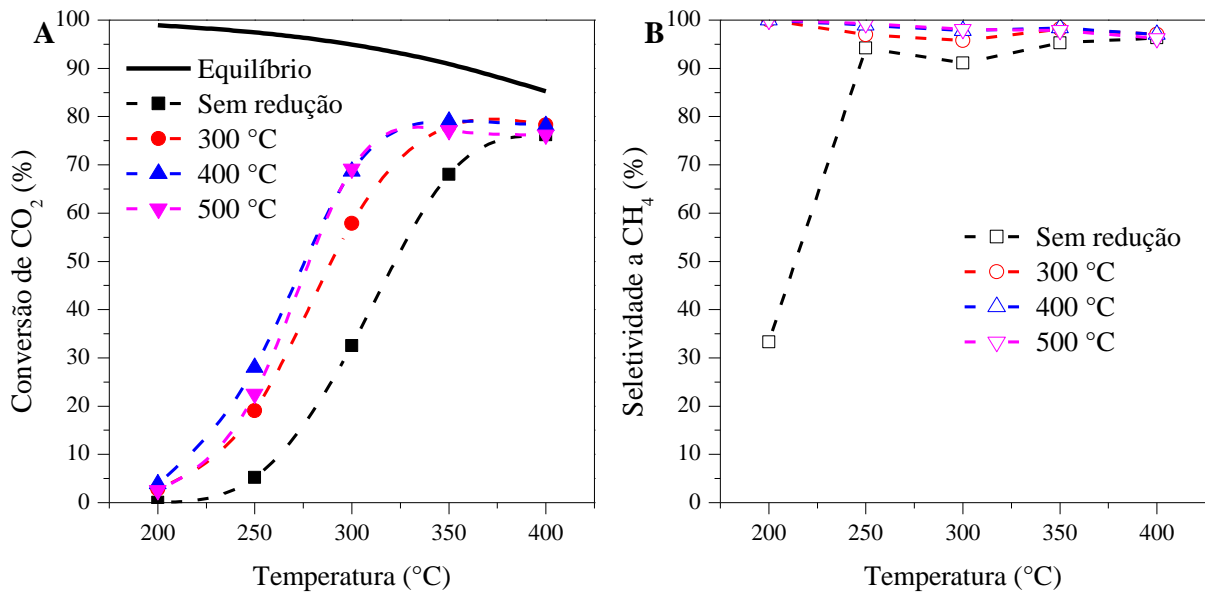 A
Conversão de CO2 (%)
100
90
80
70
60
50
40
30
20
10
0
Equilíbrio
Sem redução
300 °C
400 °C
500 °C
200
250
300
350
400
Temperatura (°C)
B
Seletividade a CH4 (%)
100
90
80
70
60
50
40
30
20
10
0
Sem redução
300 °C
400 °C
500 °C
200
250
300
350
400
Temperatura (°C)